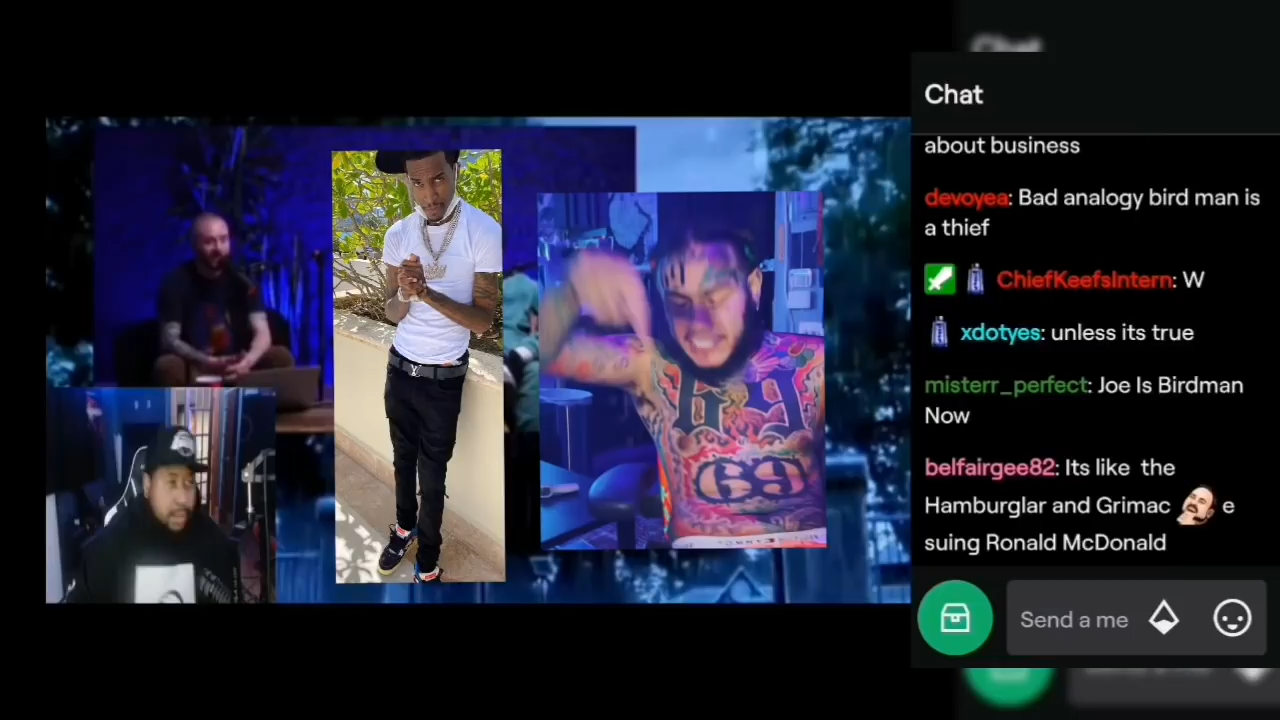 Chat
about business
devoyea: Bad analogy bird man is
a thief
ChiefKeefsIntern: W
xdotyes: unless its true
misterr_perfect: Joe Is Birdman
Now
belfairgee82: Its like the
Hamburglar and Grimac e
suing Ronald McDonald
Send a me
69
69